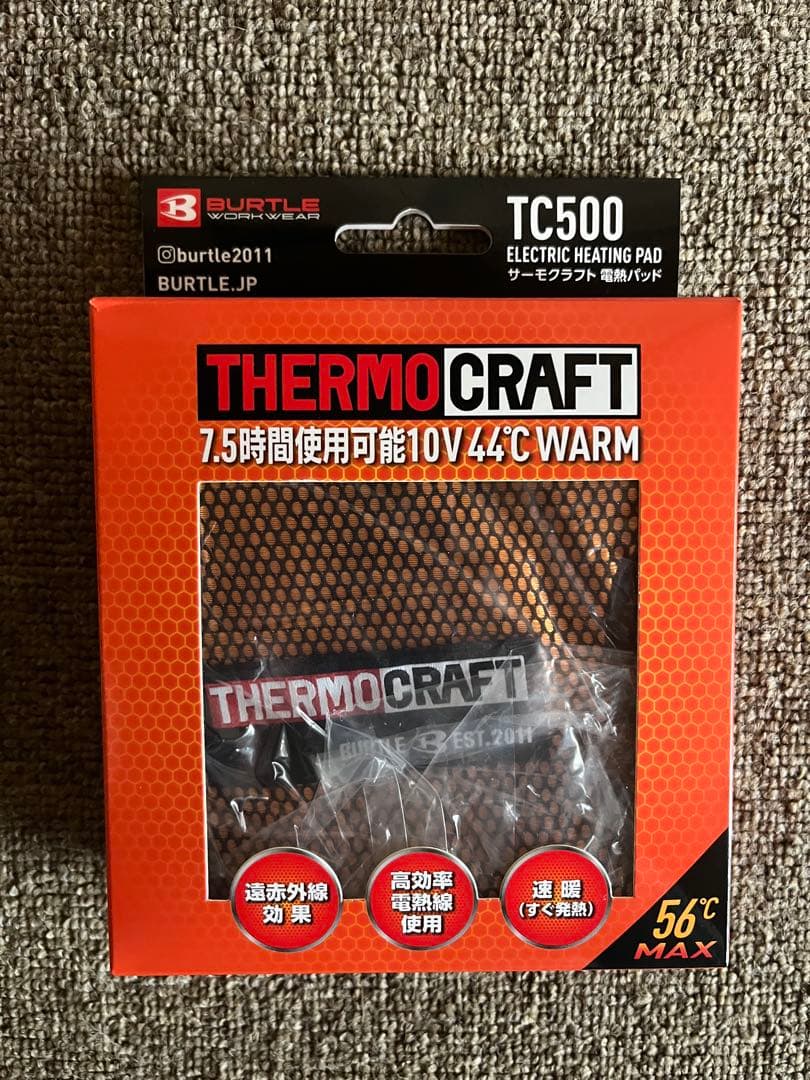 BURTLE
WORKWEAR
burtle2011
BURTLE.JP
TC500
ELECTRIC HEATING PAD
サーモクラフト 電熱パッド
THERMOCRAFT
7.5時間使用可能10V 44℃ WARM
THERMOCRAFT
BURTLE B EST.2011
遠赤外線
効果
高効率
電熱線
使用
速暖
(すぐ発熱)
56℃
MAX